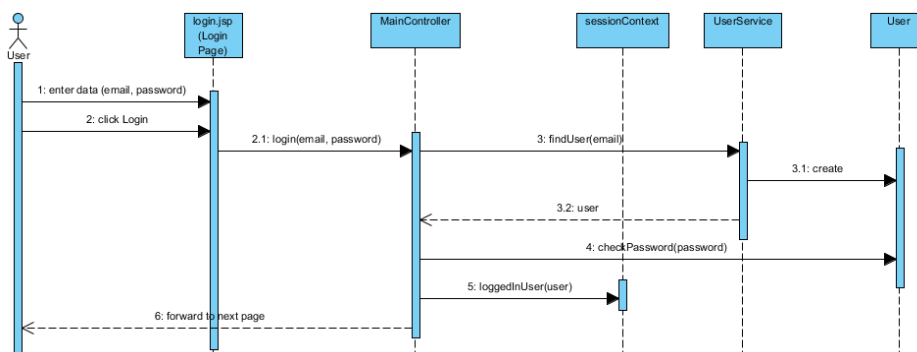 login.jsp
(Login
Page)
MainController
sessionContext
UserService
User
User
1: enter data (email, password)
2: click Login
2.1: login(email, password)
3: findUser(email)
3.1: create
3.2: user
4: checkPassword(password)
5: loggedInUser(user)
6: forward to next page